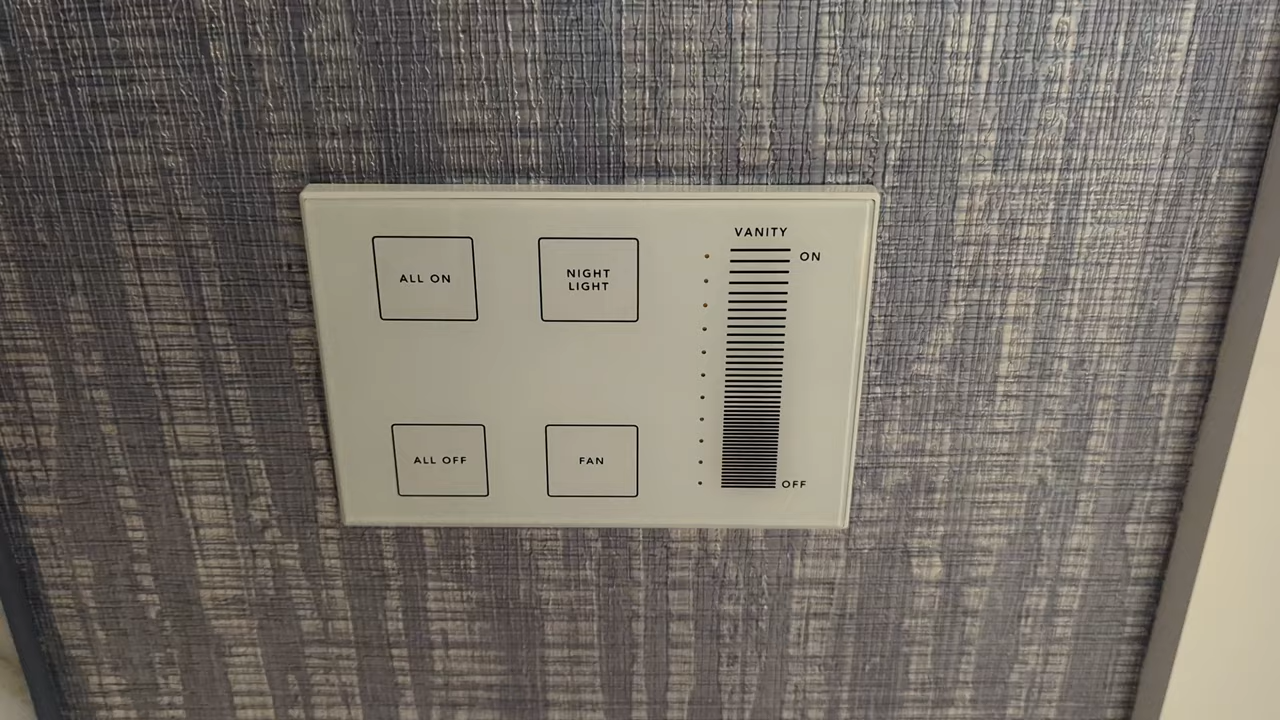 ALL ON
NIGHT
LIGHT
VANITY
ON
ALL OFF
FAN
OFF